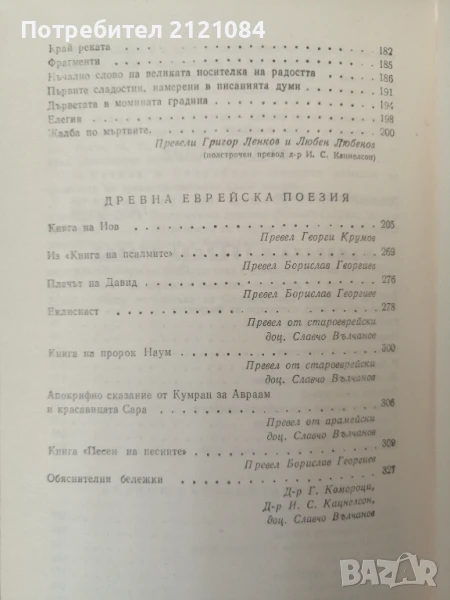 Потребител 2121084
Край реката 182
Фрагменти 185
Начално слово на великата носителка на радостта 186
Първите сладости, намерени в писанията думи 191
Дърветата в момината градина 194
Елегия 198
Жалба по мъртвите. 200
Превели Григор Ленков и Любен Любенов
(подстрочен превод д-р И. С. Кацнелсон)
ДРЕВНА ЕВРЕЙСКА ПОЕЗИЯ
Книга на Йов 205
Превел Георги Крумов
Из «Книга на псалмите» 269
Превел Борислав Георгиев
Плачът на Давид 276
Превел Борислав Георгиев
Еклисиаст 278
Превел от староеврейски
доц. Славчо Вълчанов
Книга на пророк Наум 300
Превел от староеврейски
доц. Славчо Вълчанов
Апокрифно сказание от Кумран за Авраам
и красавицата Сара 306
Превел от арамейски
доц. Славчо Вълчанов
Книга «Песен на песните» 309
Превел Борислав Георгиев
Обяснителни бележки 327
Д-р Г. Комороци,
Д-р И. С. Кацнелсон,
доц. Славчо Вълчанов
BAZAR